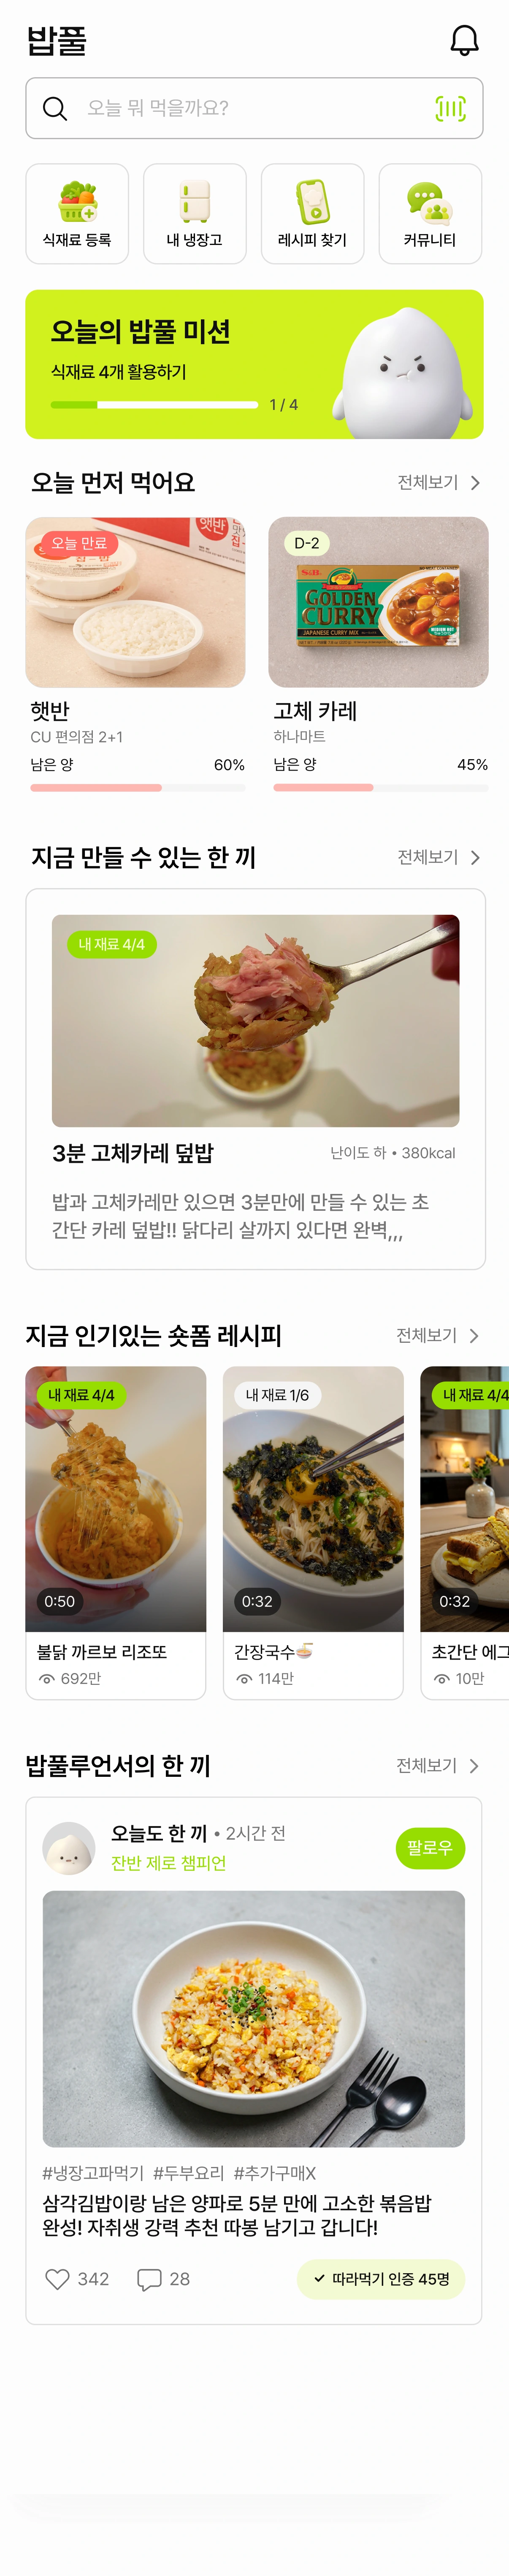 밥풀
오늘 뭐 먹을까요?
식재료 등록
내 냉장고
레시피 찾기
커뮤니티
오늘의 밥풀 미션
식재료 4개 활용하기
1 / 4
오늘 먼저 먹어요
전체보기
오늘 만료
햇반
맛있
집
D-2
NO MEAT CONTAINED
S&B
GOLDEN
CURRY
JAPANESE CURRY MIX
MEDIUM HOT
햇반
CU 편의점 2+1
남은 양
60%
고체 카레
하나마트
남은 양
45%
지금 만들 수 있는 한 끼
전체보기
내 재료 4/4
3분 고체카레 덮밥
난이도 하 • 380kcal
밥과 고체카레만 있으면 3분만에 만들 수 있는 초
간단 카레 덮밥!! 닭다리 살까지 있다면 완벽,,,
지금 인기있는 숏폼 레시피
전체보기
내 재료 4/4
내 재료 1/6
내 재료 4/4
0:50
0:32
0:32
불닭 까르보 리조또
692만
간장국수🍜
114만
초간단 에그
10만
밥풀루언서의 한 끼
전체보기
오늘도 한 끼 • 2시간 전
잔반 제로 챔피언
팔로우
#냉장고파먹기 #두부요리 #추가구매X
삼각김밥이랑 남은 양파로 5분 만에 고소한 볶음밥
완성! 자취생 강력 추천 따봉 남기고 갑니다!
342
28
따라먹기 인증 45명